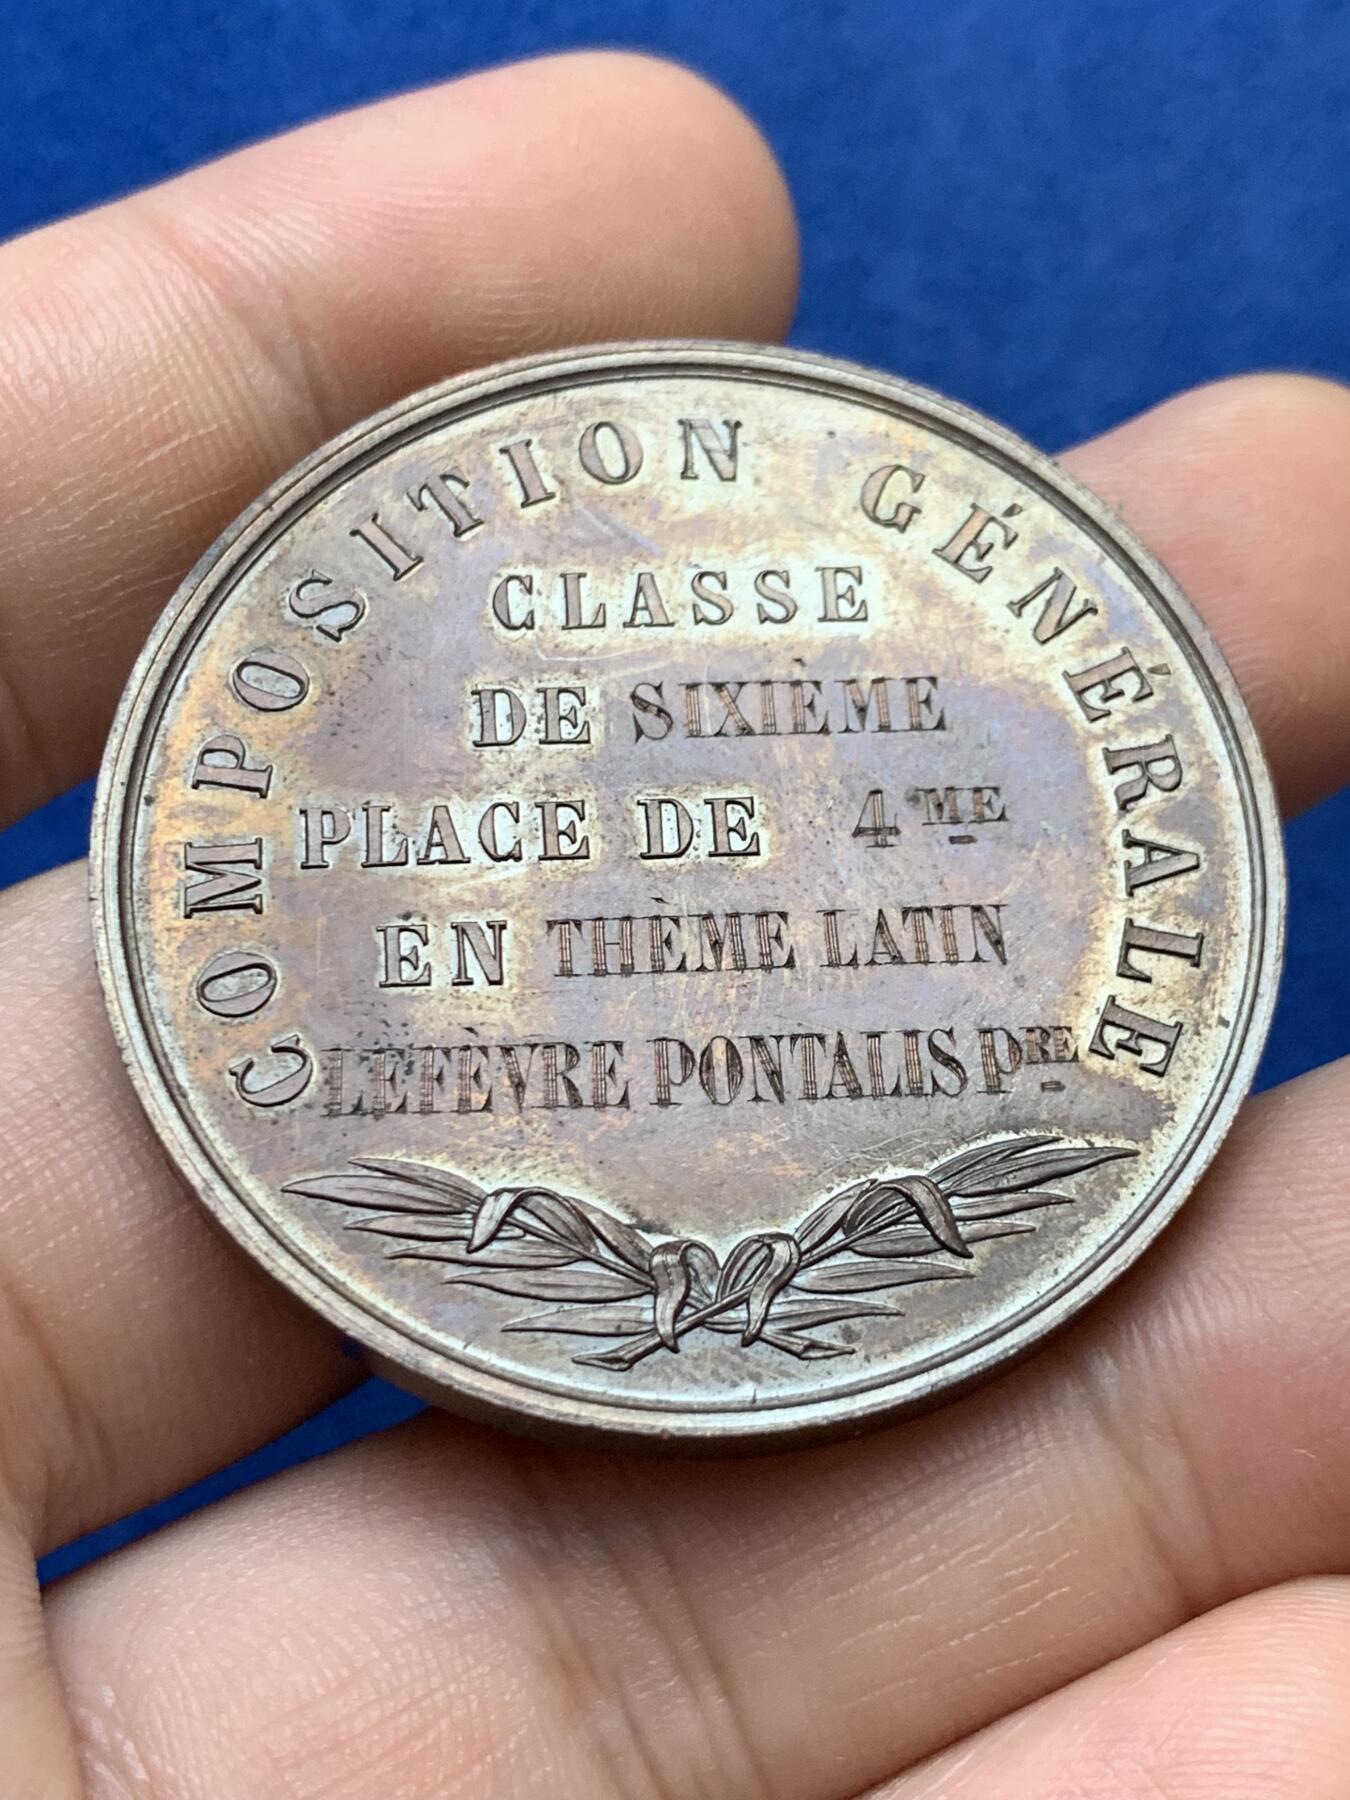 COMPOSITION GÉNÉRALE
CLASSE
DE SIXIÈME
PLACE DE 4ME
EN THÈME LATIN
LEFÈVRE PONTALIS PRE